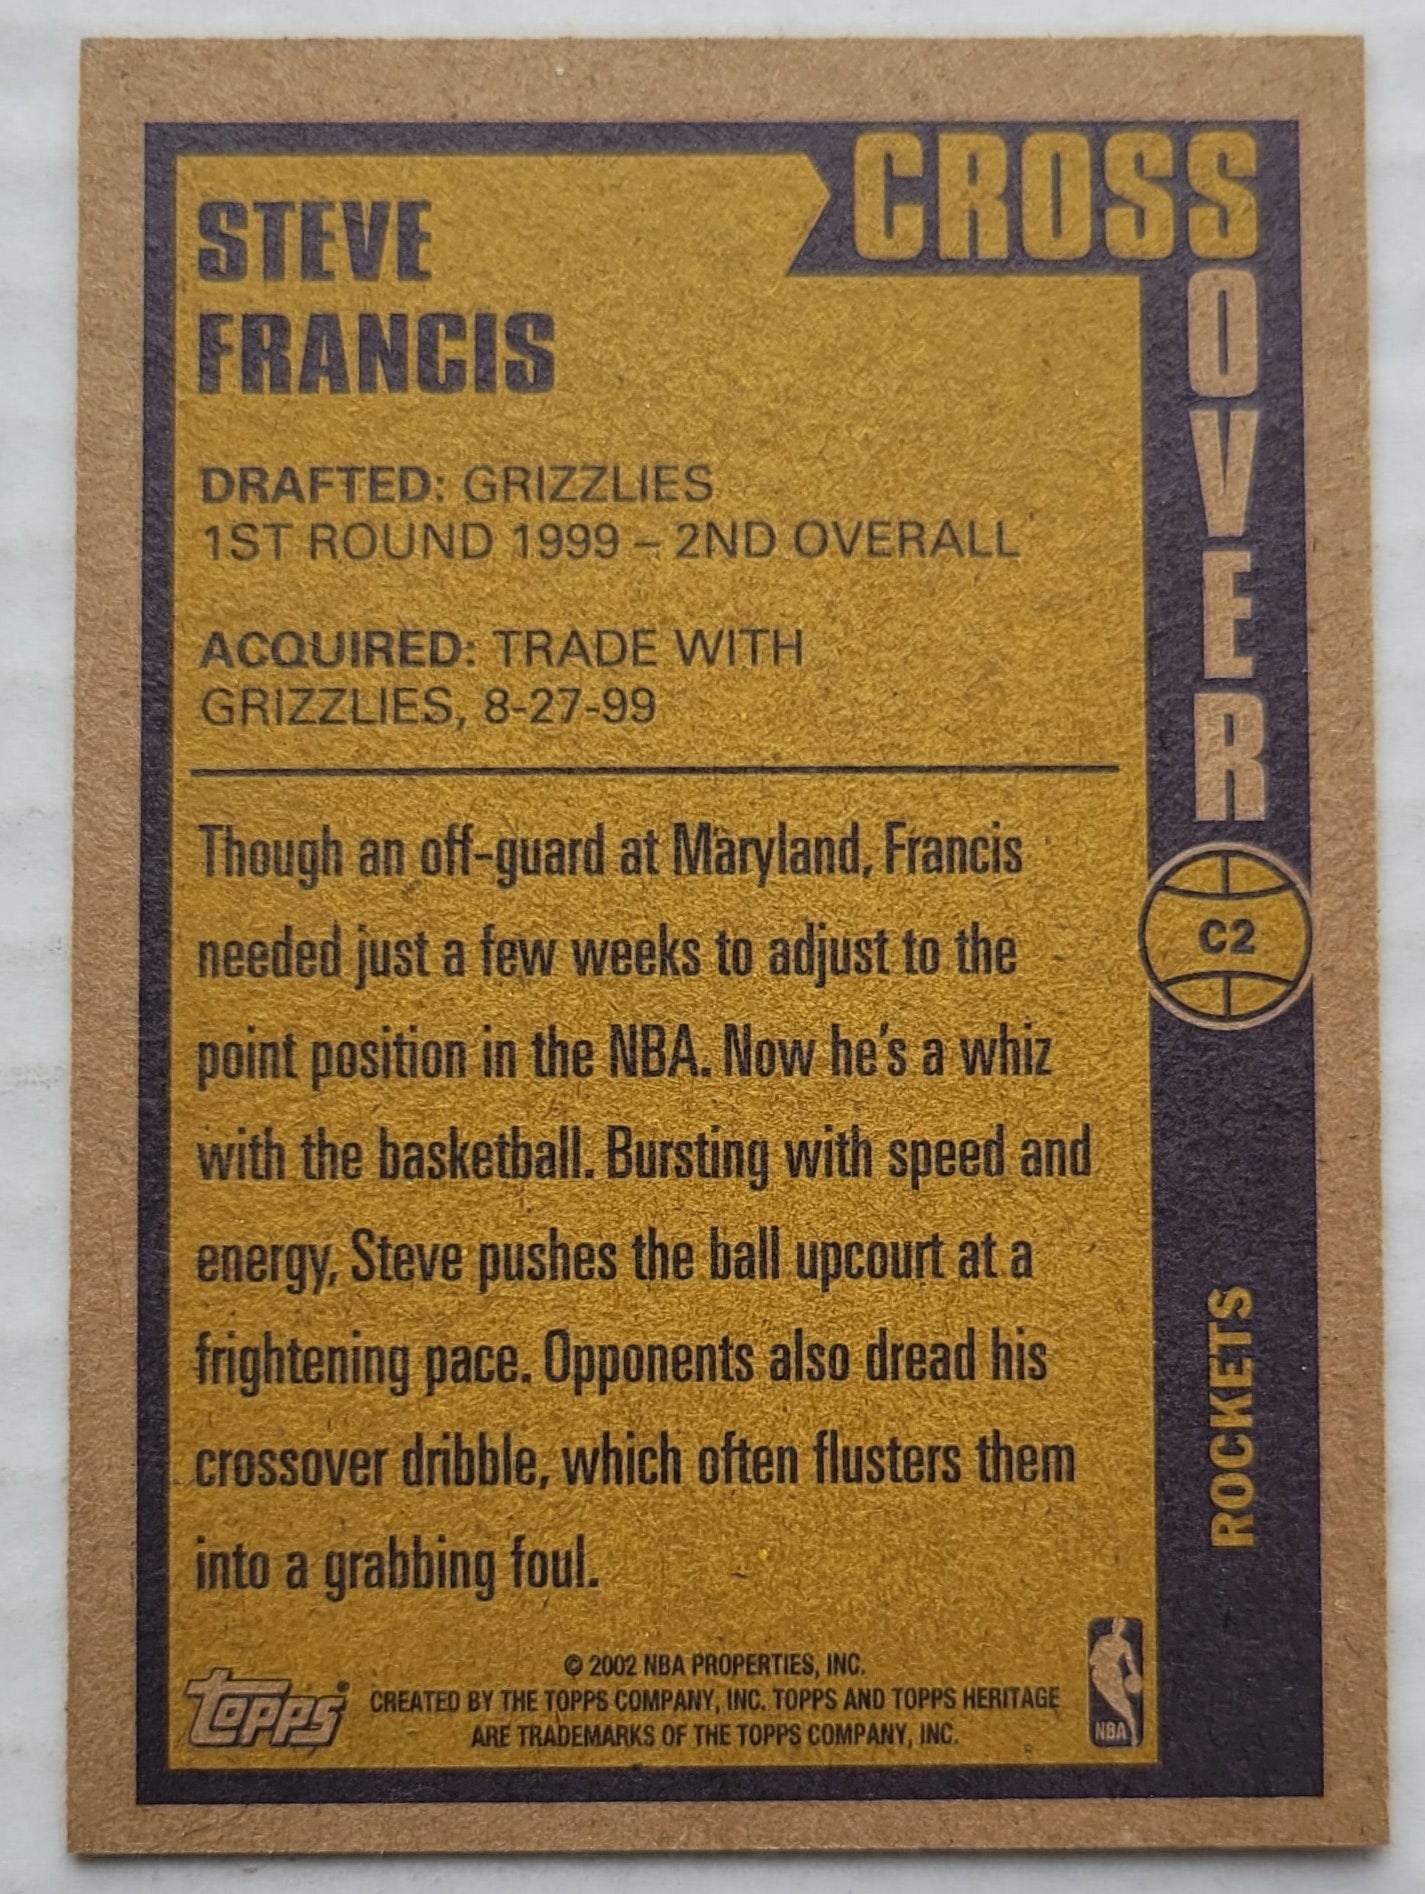 CROSS
OVER
STEVE
FRANCIS
DRAFTED: GRIZZLIES
1ST ROUND 1999 – 2ND OVERALL
ACQUIRED: TRADE WITH
GRIZZLIES, 8-27-99
C2
Though an off-guard at Maryland, Francis
needed just a few weeks to adjust to the
point position in the NBA. Now he's a whiz
with the basketball. Bursting with speed and
energy, Steve pushes the ball upcourt at a
frightening pace. Opponents also dread his
crossover dribble, which often flusters them
into a grabbing foul.
ROCKETS
© 2002 NBA PROPERTIES, INC.
CREATED BY THE TOPPS COMPANY, INC. TOPPS AND TOPPS HERITAGE
ARE TRADEMARKS OF THE TOPPS COMPANY, INC.
Topps®
NBA